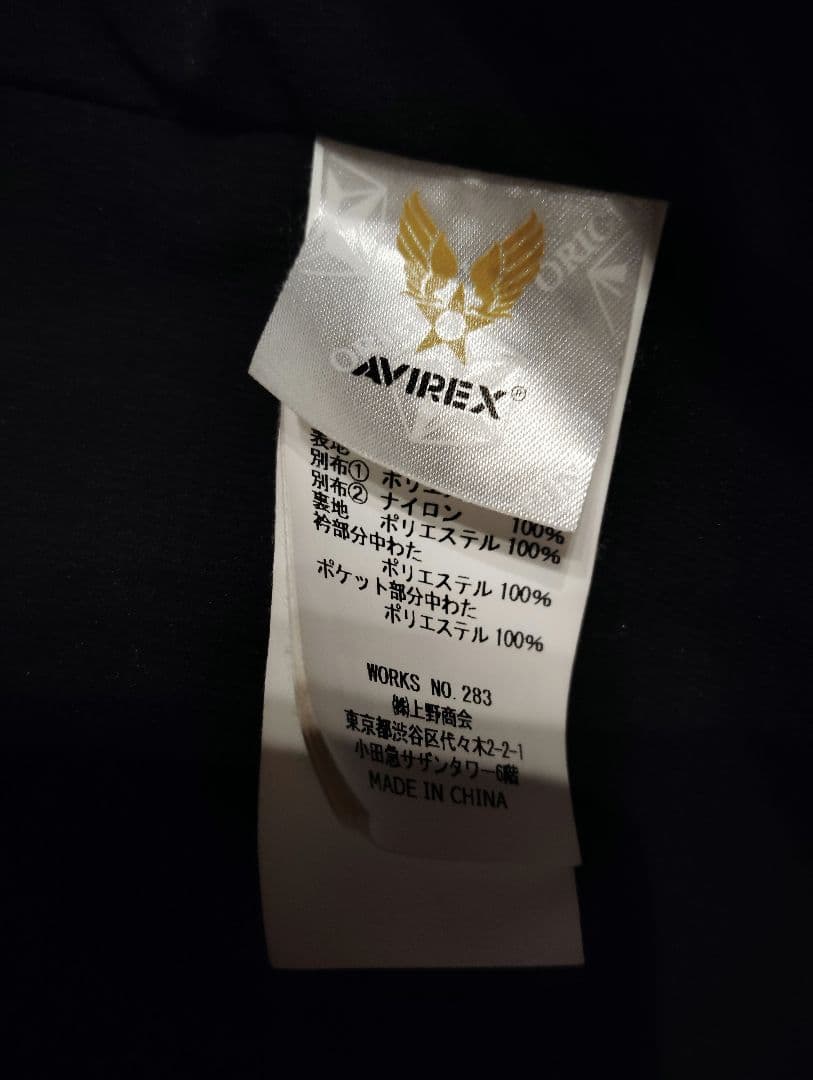 AVIREX®
表地
別布① ポリエ
別布② ナイロン 100%
裏地 ポリエステル 100%
衿部分中わた
ポリエステル 100%
ポケット部分中わた
ポリエステル 100%
WORKS NO. 283
㈱上野商会
東京都渋谷区代々木2-2-1
小田急サザンタワー6階
MADE IN CHINA